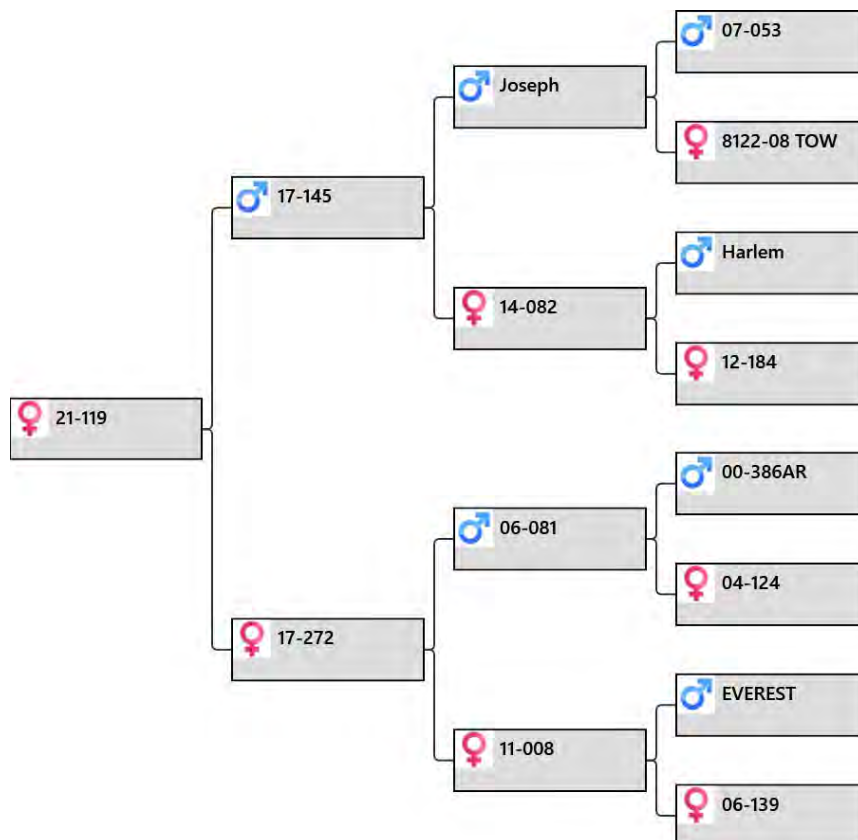 07-053
Joseph
8122-08 TOW
17-145
Harlem
14-082
12-184
21-119
00-386AR
06-081
04-124
17-272
EVEREST
11-008
06-139